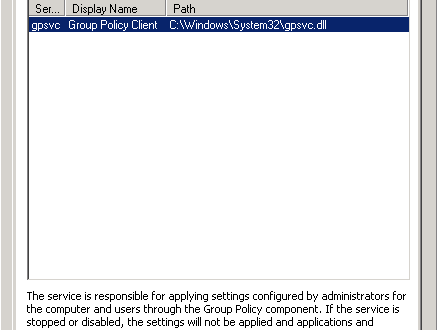 Ser... Display Name Path
gpsvc Group Policy Client C:\Windows\System32\gpsvc.dll
The service is responsible for applying settings configured by administrators for
the computer and users through the Group Policy component. If the service is
stopped or disabled, the settings will not be applied and applications and